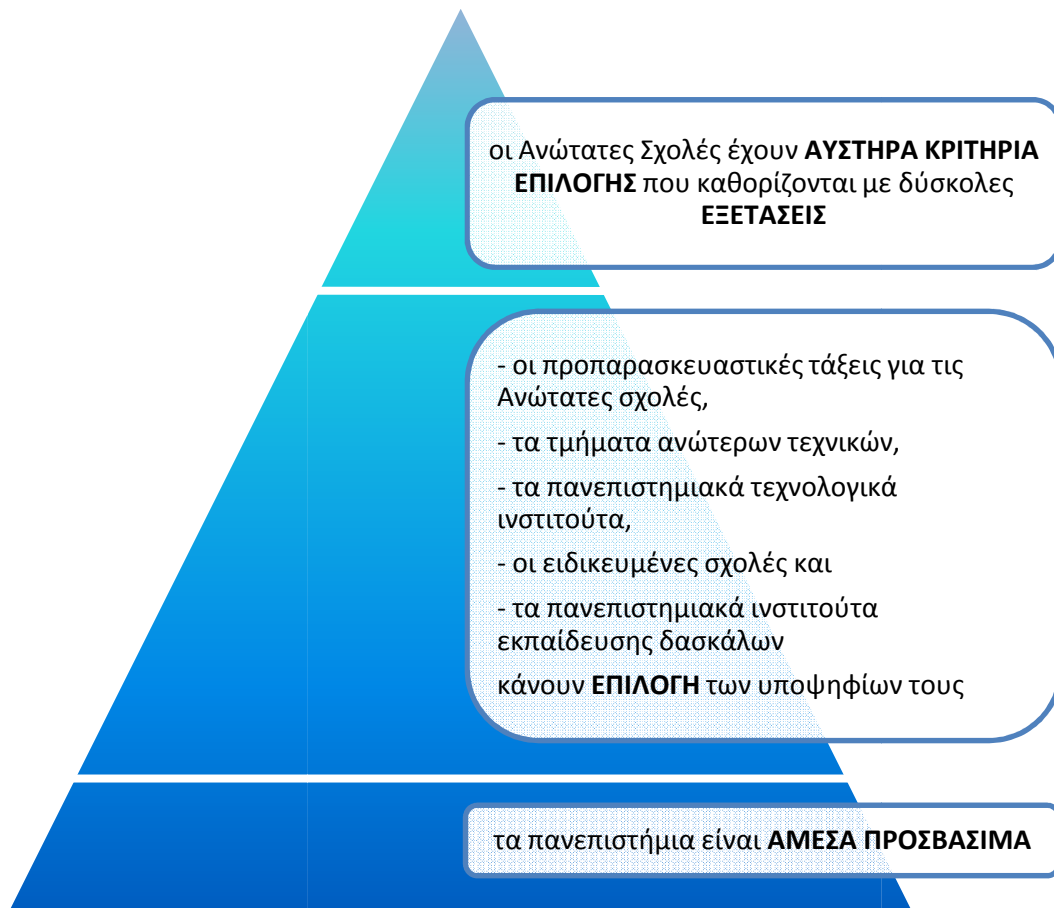 οι Ανώτατες Σχολές έχουν ΑΥΣΤΗΡΑ ΚΡΙΤΗΡΙΑ
ΕΠΙΛΟΓΗΣ που καθορίζονται με δύσκολες
ΕΞΕΤΑΣΕΙΣ
- οι προπαρασκευαστικές τάξεις για τις
Ανώτατες σχολές,
- τα τμήματα ανώτερων τεχνικών,
- τα πανεπιστημιακά τεχνολογικά
ινστιτούτα,
- οι ειδικευμένες σχολές και
- τα πανεπιστημιακά ινστιτούτα
εκπαίδευσης δασκάλων
κάνουν ΕΠΙΛΟΓΗ των υποψηφίων τους
τα πανεπιστήμια είναι ΑΜΕΣΑ ΠΡΟΣΒΑΣΙΜΑ